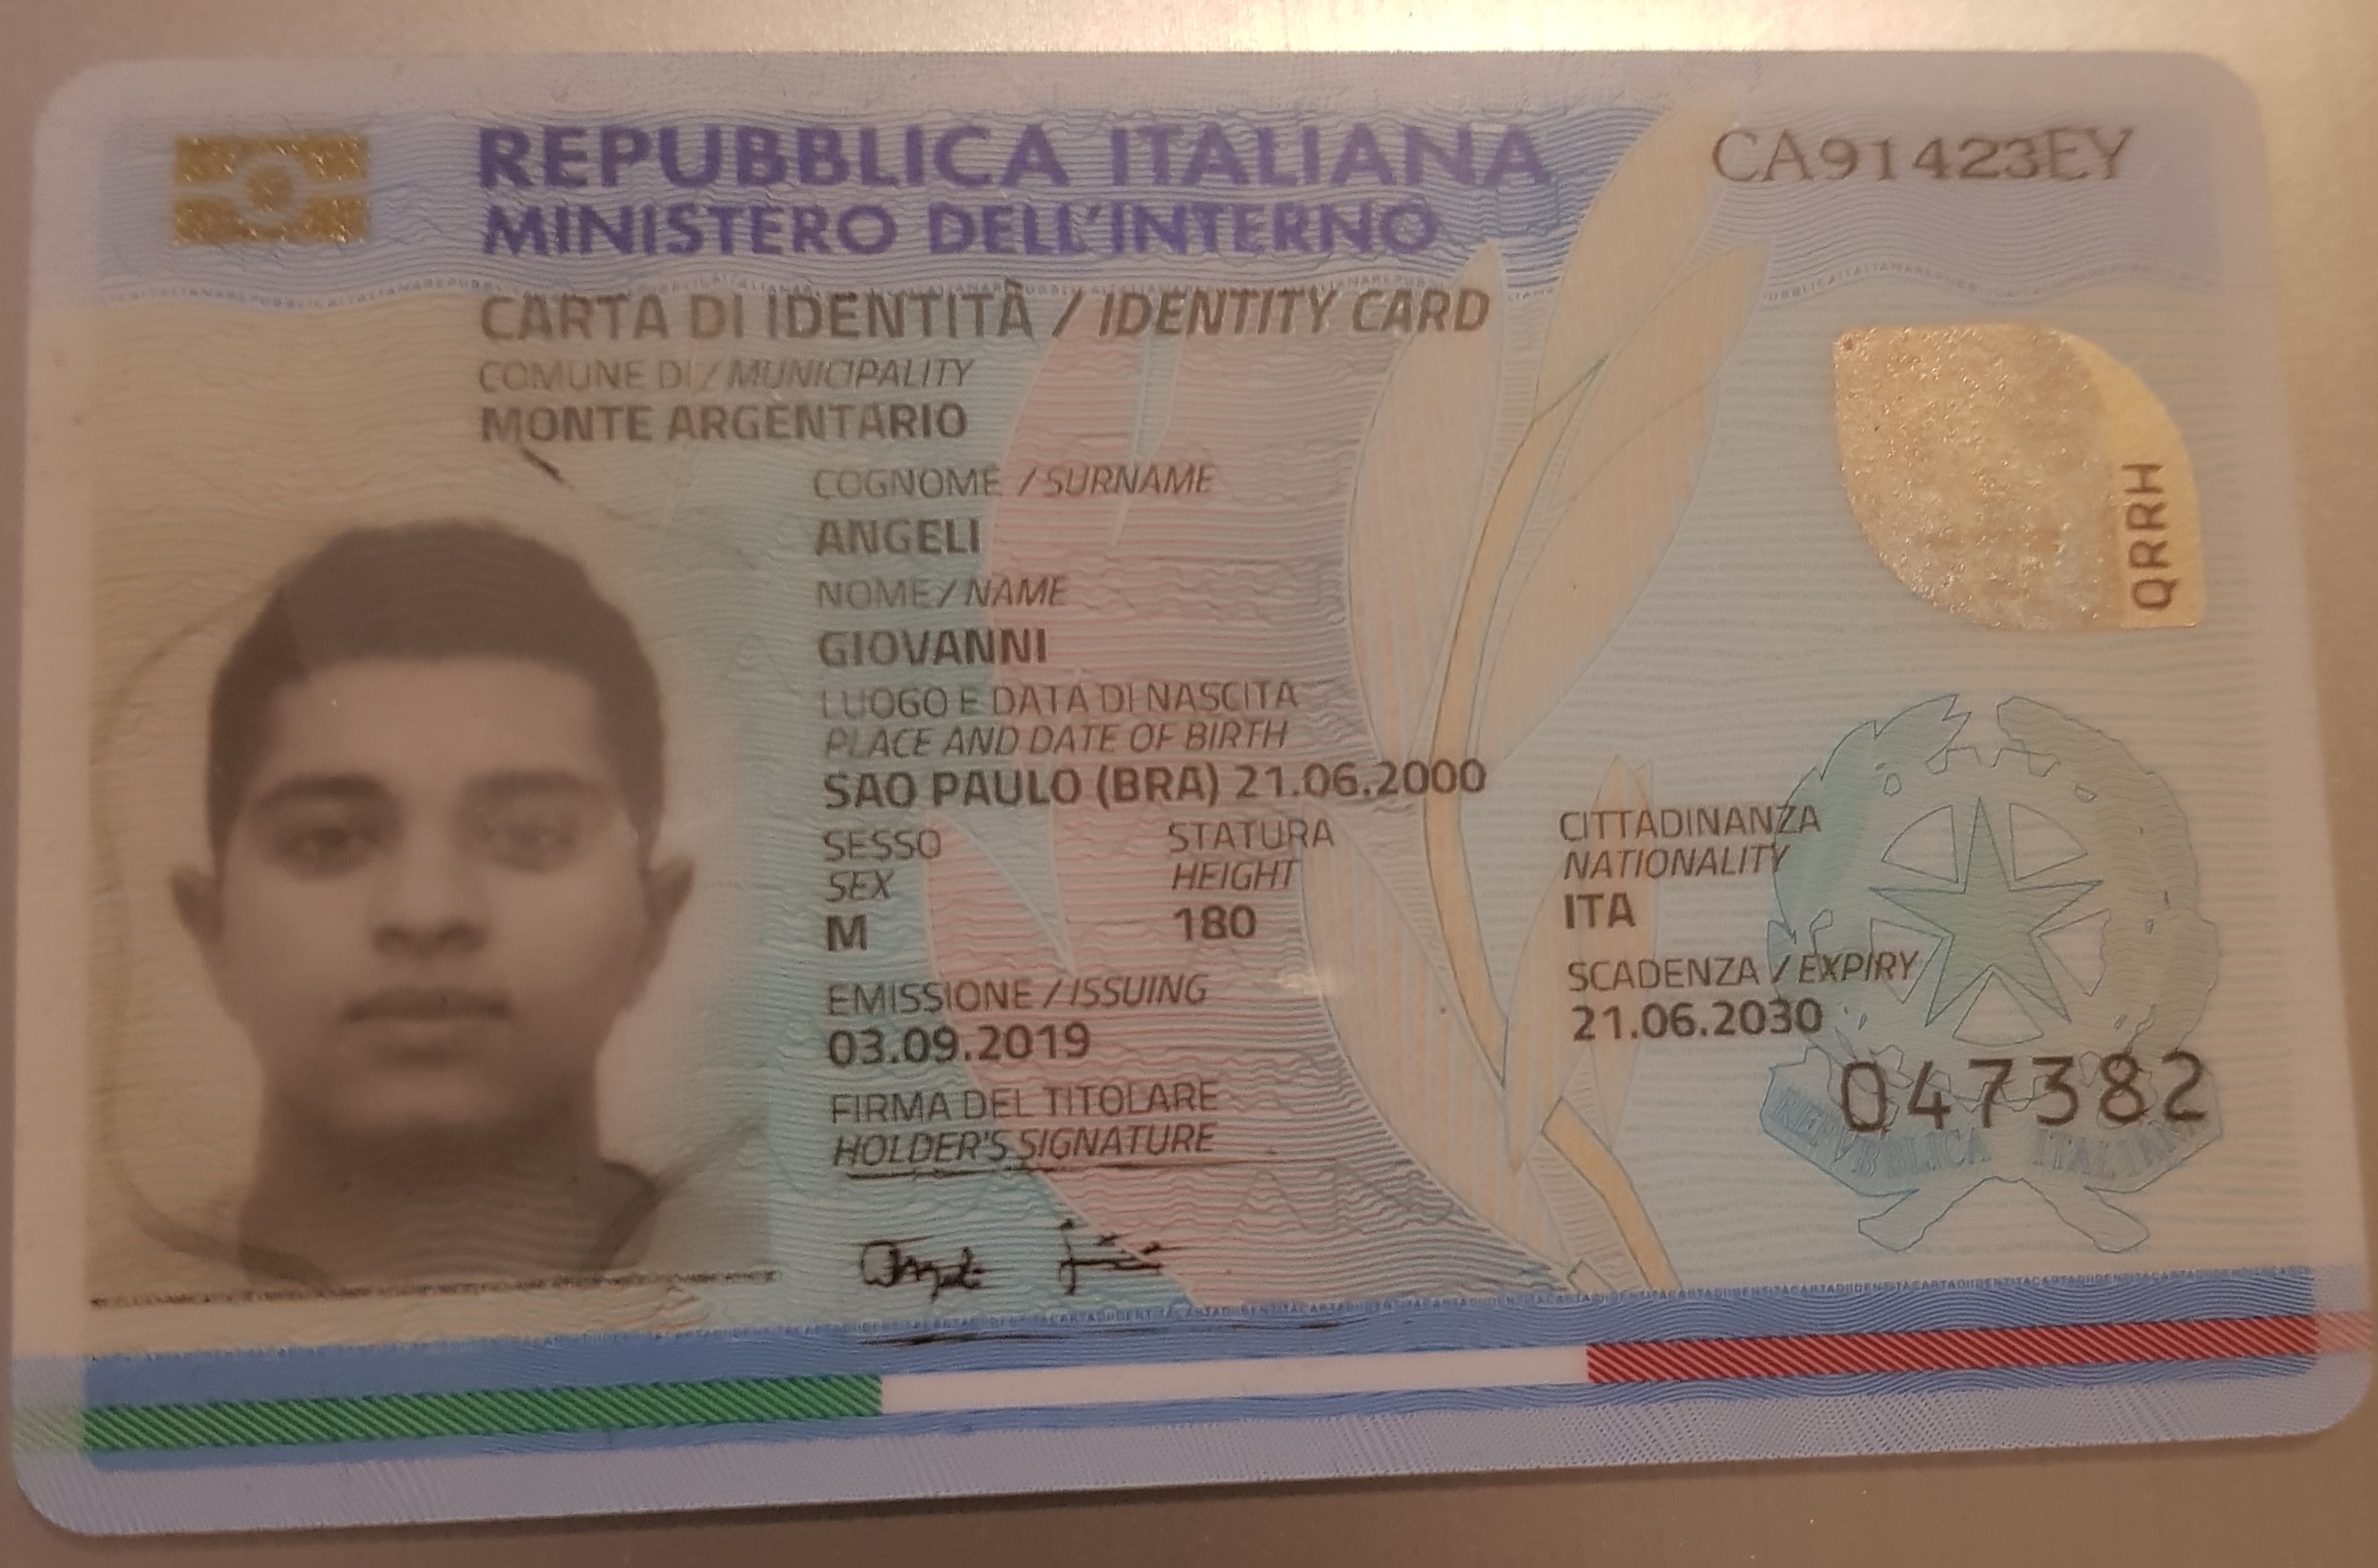 REPUBBLICA ITALIANA
CA91423EY
MINISTERO DELL'INTERNO
CARTA DI IDENTITÀ / IDENTITY CARD
COMUNE DI / MUNICIPALITY
MONTE ARGENTARIO
COGNOME / SURNAME
ANGELI
NOME / NAME
GIOVANNI
LUOGO E DATA DI NASCITA
PLACE AND DATE OF BIRTH
SAO PAULO (BRA) 21.06.2000
SESSO
SEX
M
STATURA
HEIGHT
180
CITTADINANZA
NATIONALITY
ITA
EMISSIONE / ISSUING
03.09.2019
SCADENZA / EXPIRY
21.06.2030
FIRMA DEL TITOLARE
HOLDER'S SIGNATURE
047382
QRRH
REPVBBLICA ITALIANA